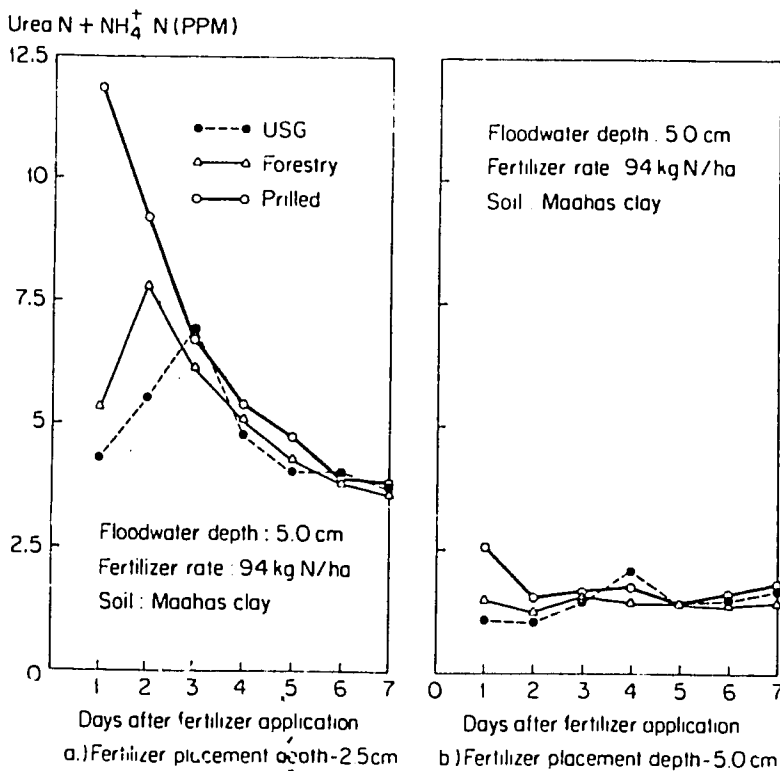 Urea N + NH₄⁺ N (PPM)
12.5
10
7.5
5
2.5
0
USG
Forestry
Prilled
Floodwater depth : 5.0 cm
Fertilizer rate : 94 kg N/ha
Soil : Maahas clay
1 2 3 4 5 6 7
Days after fertilizer application
a.) Fertilizer placement - 2.5cm
Floodwater depth . 5.0 cm
Fertilizer rate 94 kg N/ha
Soil Maahas clay
0 1 2 3 4 5 6 7
Days after fertilizer application
b) Fertilizer placement depth - 5.0 cm